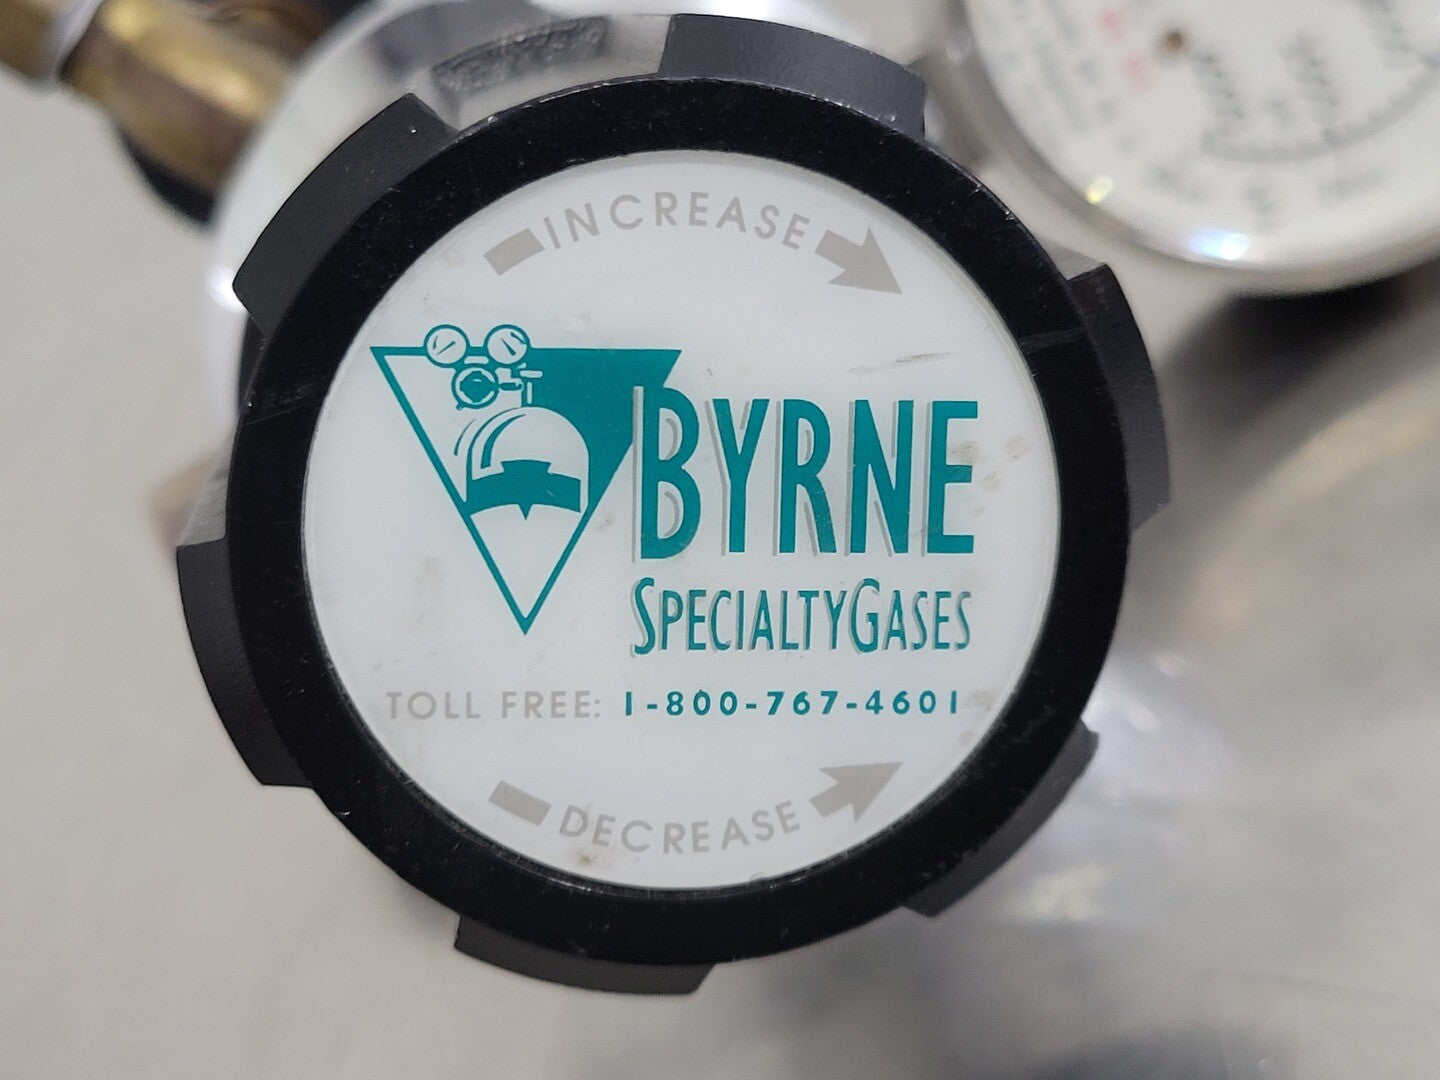 INCREASE
BYRNE
SPECIALTYGASES
TOLL FREE: 1-800-767-4601
DECREASE